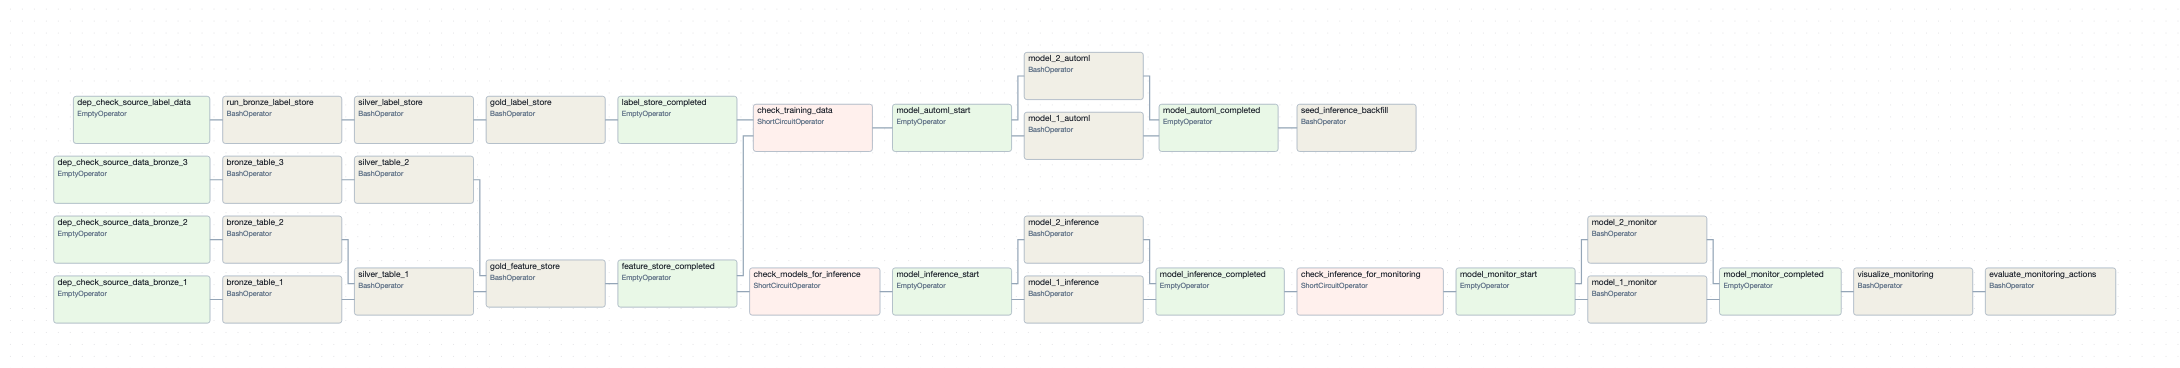 model_2_automl
BashOperator
dep_check_source_label_data
EmptyOperator
run_bronze_label_store
BashOperator
silver_label_store
BashOperator
gold_label_store
BashOperator
label_store_completed
EmptyOperator
check_training_data
ShortCircuitOperator
model_automl_start
EmptyOperator
model_1_automl
BashOperator
model_automl_completed
EmptyOperator
seed_inference_backfill
BashOperator
dep_check_source_data_bronze_3
EmptyOperator
bronze_table_3
BashOperator
silver_table_2
BashOperator
dep_check_source_data_bronze_2
EmptyOperator
bronze_table_2
BashOperator
model_2_inference
BashOperator
model_2_monitor
BashOperator
dep_check_source_data_bronze_1
EmptyOperator
bronze_table_1
BashOperator
silver_table_1
BashOperator
gold_feature_store
BashOperator
feature_store_completed
EmptyOperator
check_models_for_inference
ShortCircuitOperator
model_inference_start
EmptyOperator
model_1_inference
BashOperator
model_inference_completed
EmptyOperator
check_inference_for_monitoring
ShortCircuitOperator
model_monitor_start
EmptyOperator
model_1_monitor
BashOperator
model_monitor_completed
EmptyOperator
visualize_monitoring
BashOperator
evaluate_monitoring_actions
BashOperator